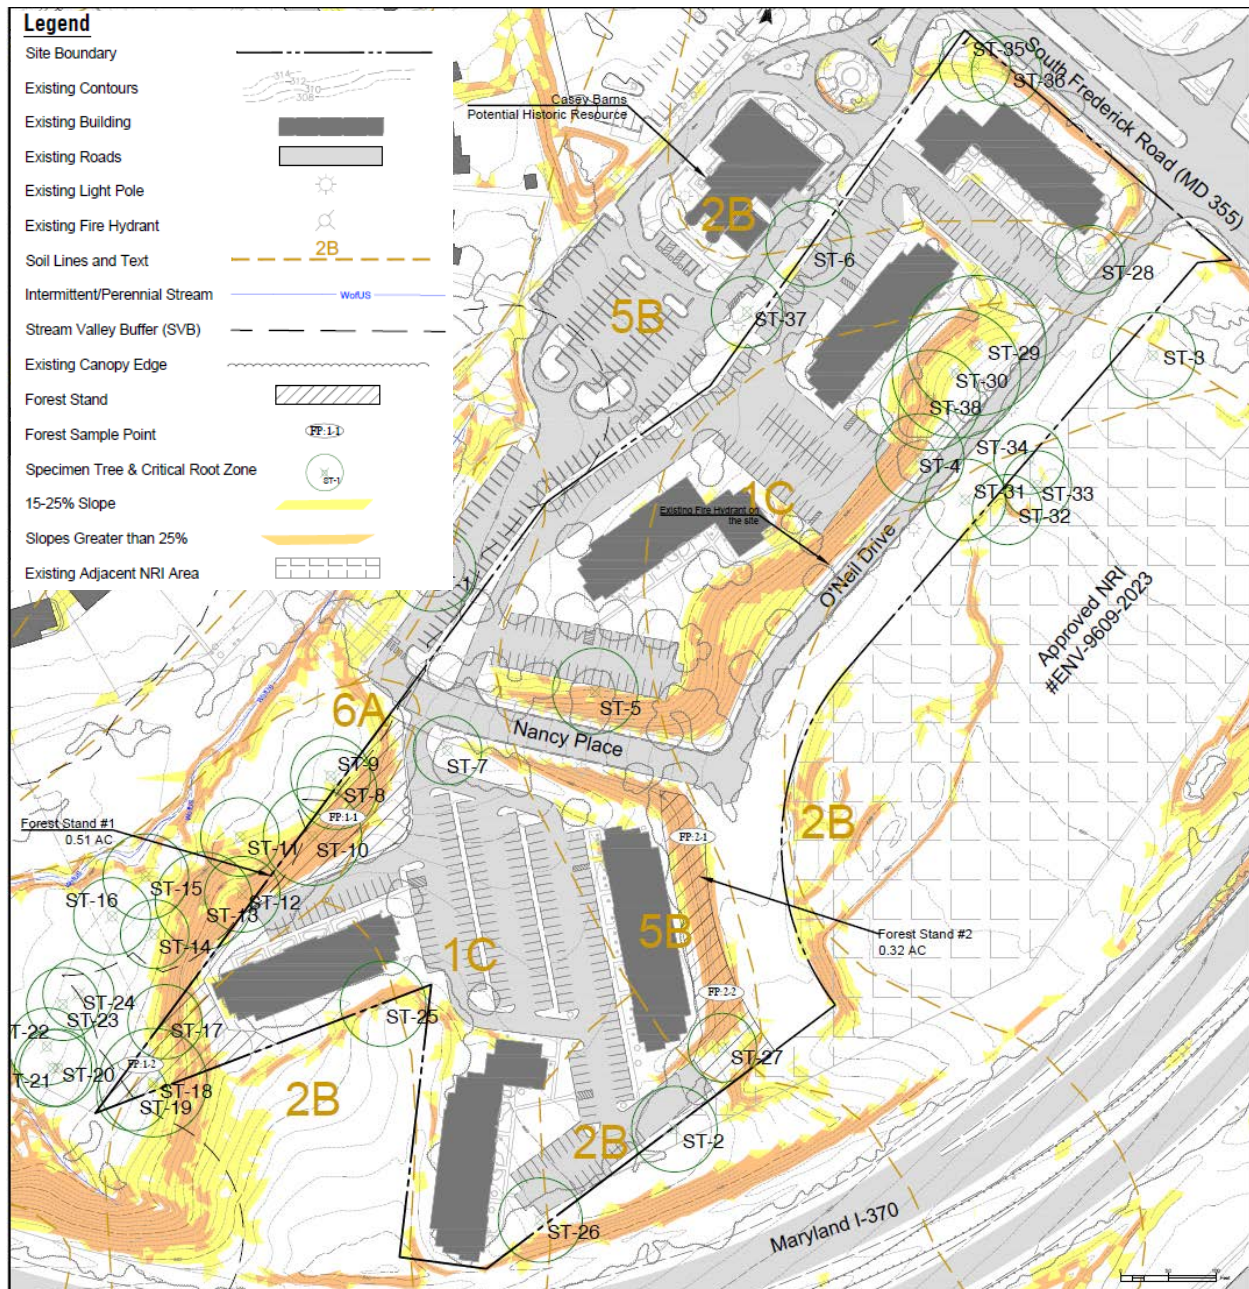 Legend
Site Boundary
Existing Contours
314
312
310
308
Existing Building
Existing Roads
Existing Light Pole
Existing Fire Hydrant
2B
Soil Lines and Text
Intermittent/Perennial Stream
WofUS
Stream Valley Buffer (SVB)
Existing Canopy Edge
Forest Stand
Forest Sample Point
FP:1-1
Specimen Tree & Critical Root Zone
ST-1
15-25% Slope
Slopes Greater than 25%
Existing Adjacent NRI Area
Casey Barns
Potential Historic Resource
South Frederick Road (MD 355)
ST-35
ST-36
2B
ST-6
ST-28
5B
ST-37
ST-29
ST-3
ST-30
ST-38
ST-34
ST-4
ST-31
ST-33
ST-32
1C
Existing Fire Hydrant on
the site
O'Neil Drive
Approved NRI
#ENV-9609-2023
6A
ST-5
Nancy Place
ST-7
ST-9
ST-8
FP:1-1
Forest Stand #1
0.51 AC
ST-11
ST-10
FP:2-1
2B
WofUS
WofUS
WofUS
ST-15
ST-16
ST-12
ST-13
ST-14
5B
Forest Stand #2
0.32 AC
1C
FP:2-2
ST-24
ST-23
ST-17
ST-25
ST-27
FP:1-2
ST-20
ST-18
ST-19
2B
2B
ST-2
ST-26
Maryland I-370